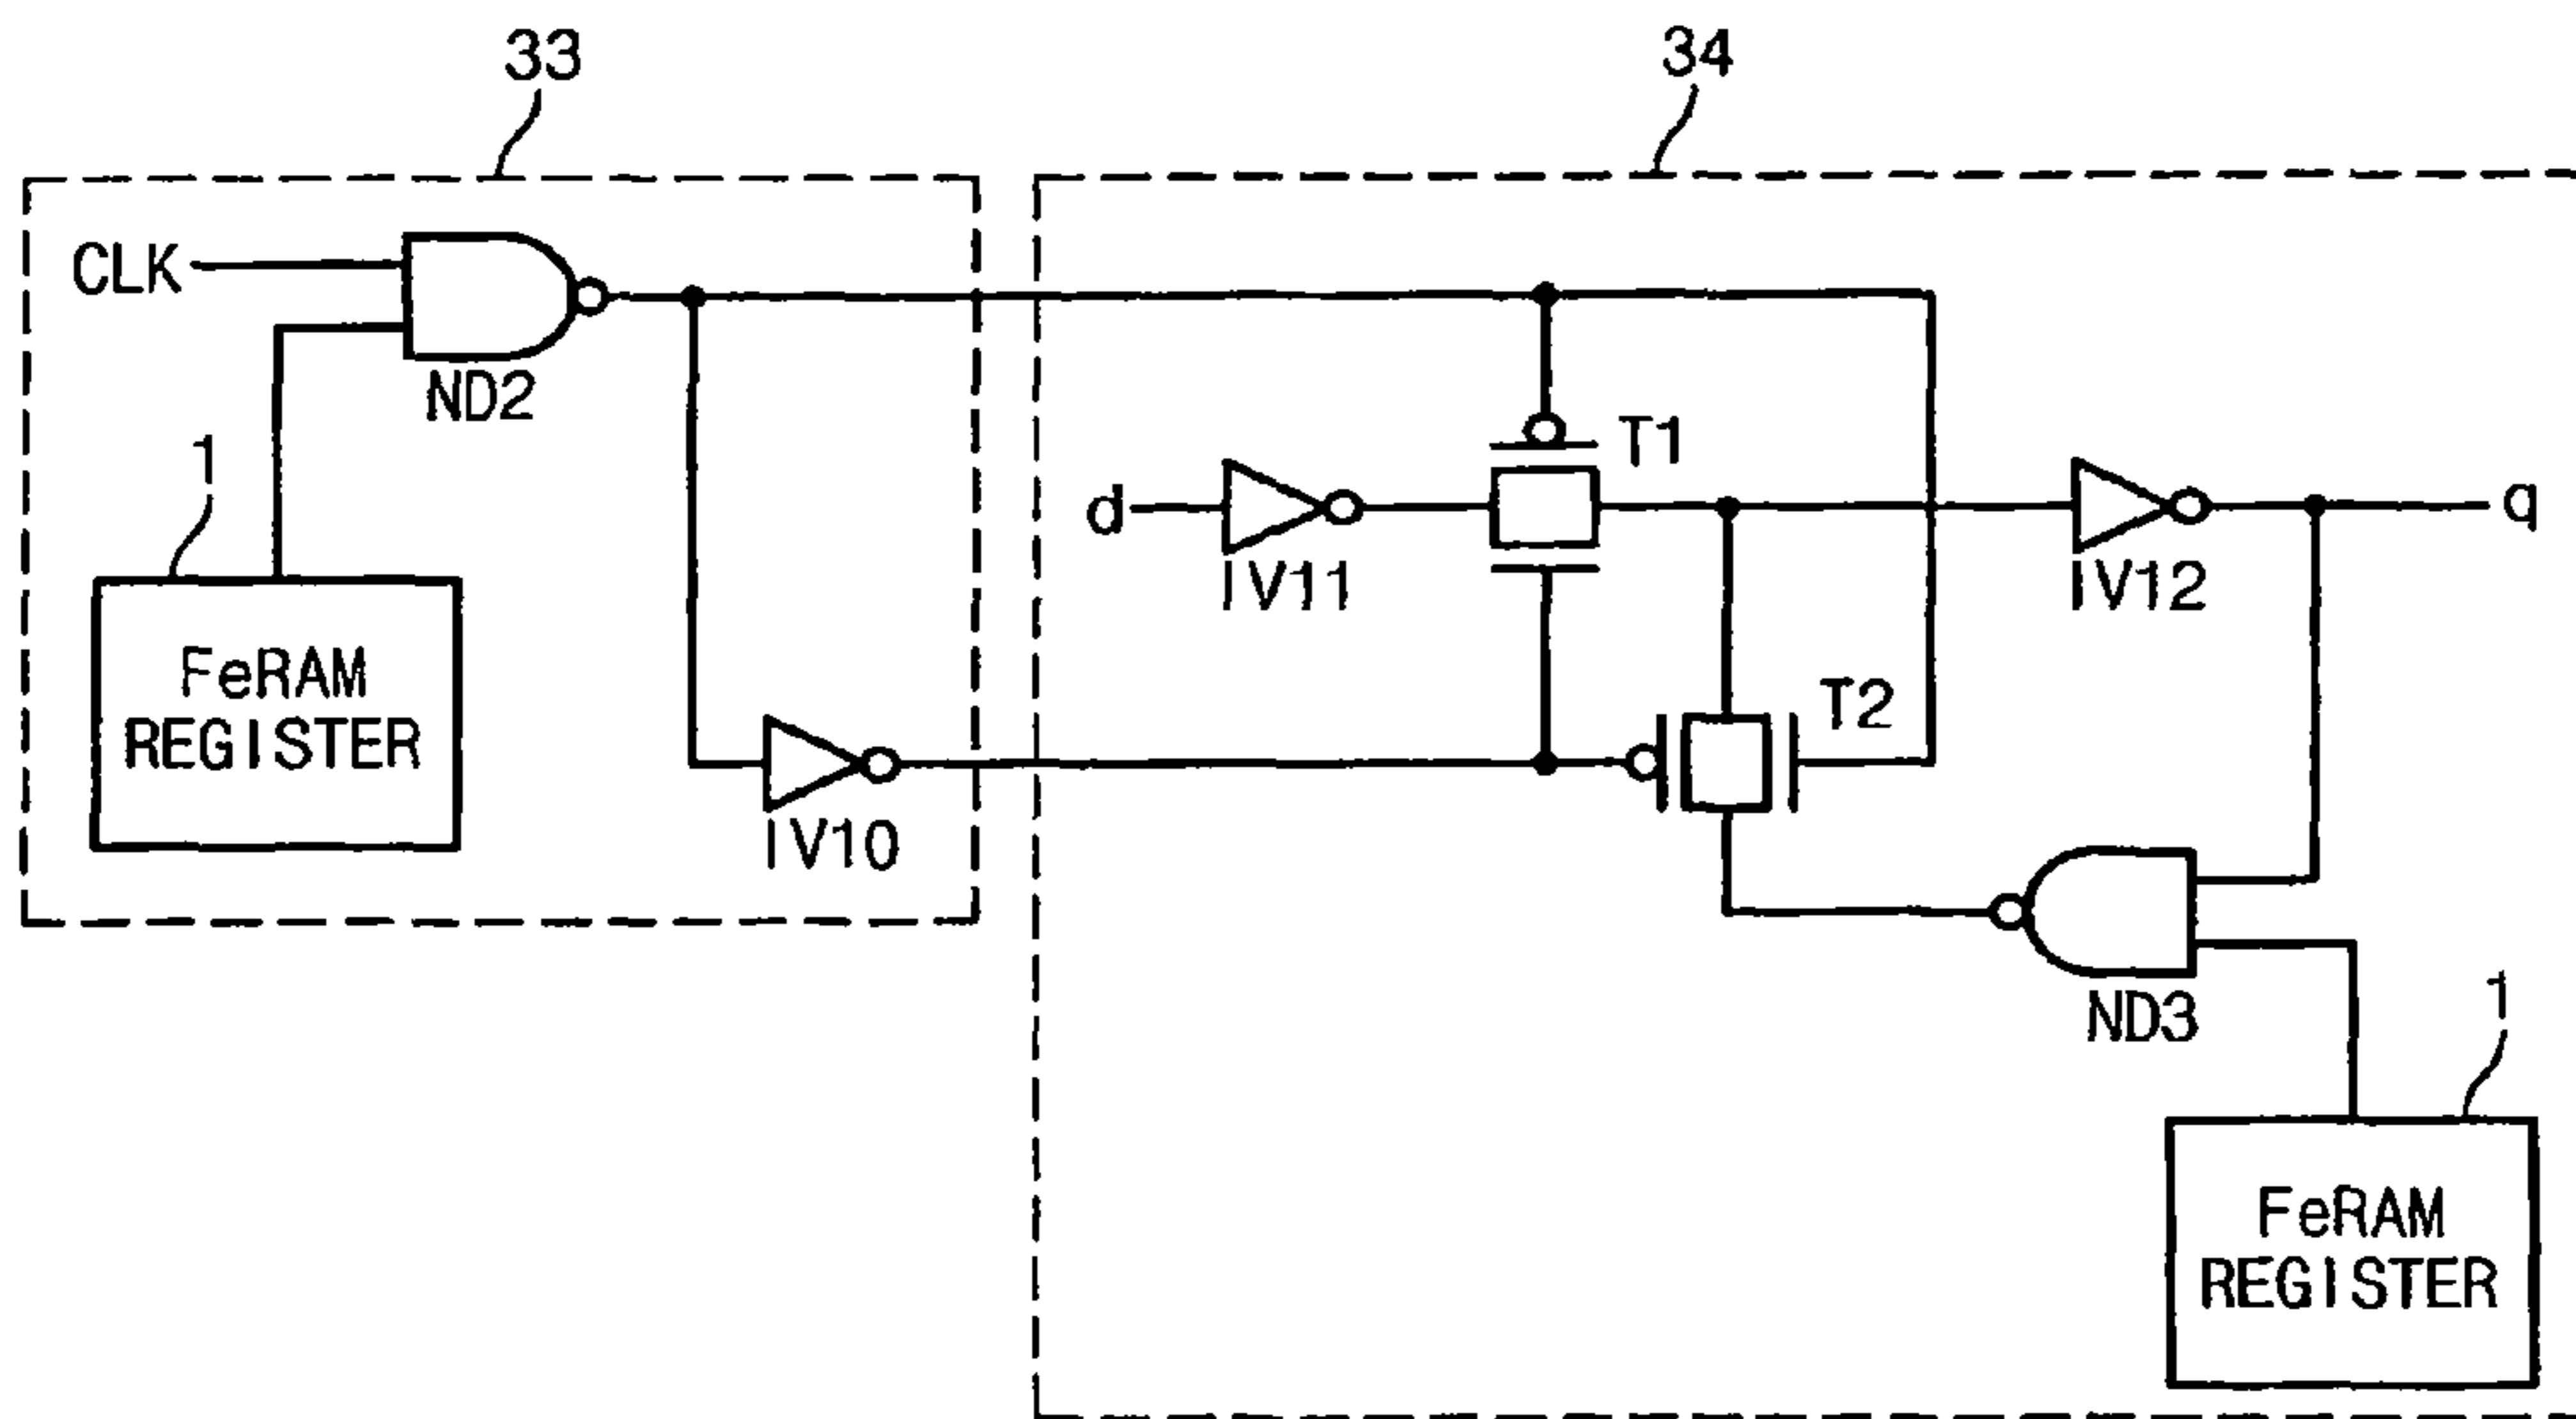 33
34
CLK
ND2
1
FeRAM
REGISTER
IV10
d
IV11
T1
T2
IV12
q
ND3
1
FeRAM
REGISTER